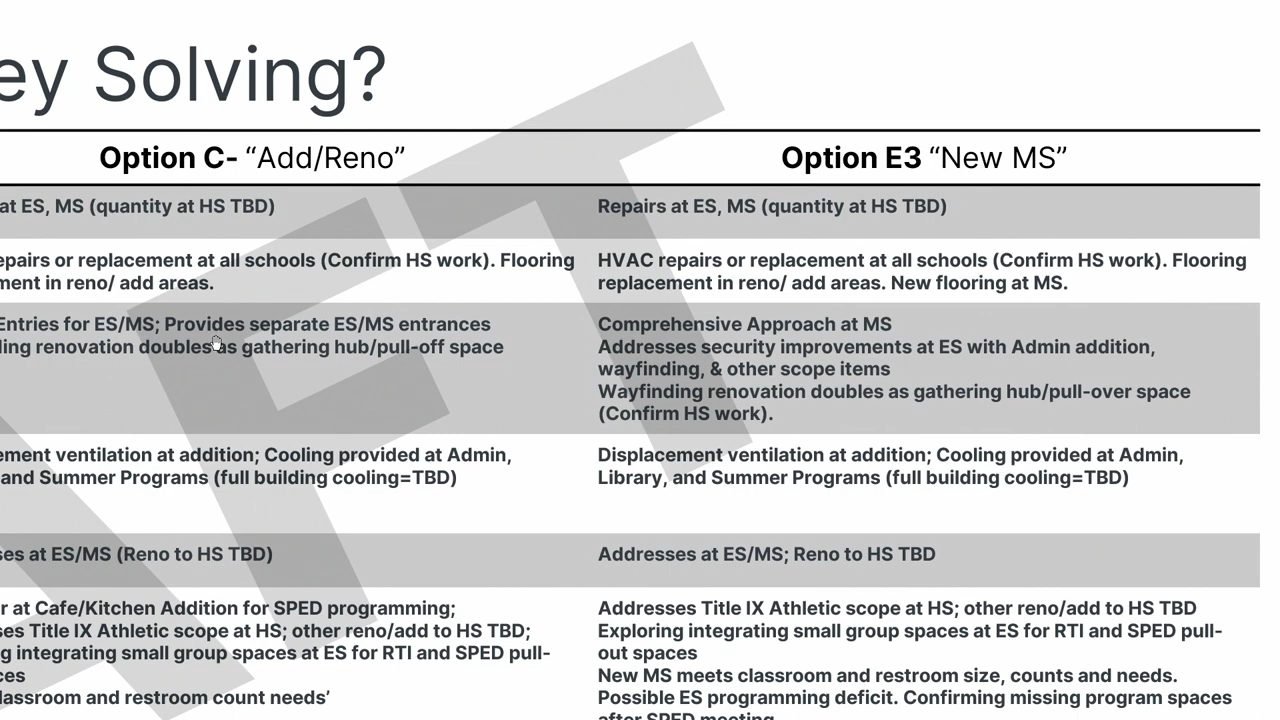 ey Solving?
Option C- “Add/Reno”
Option E3 “New MS”
at ES, MS (quantity at HS TBD)
Repairs at ES, MS (quantity at HS TBD)
epairs or replacement at all schools (Confirm HS work). Flooring
ment in reno/ add areas.
HVAC repairs or replacement at all schools (Confirm HS work). Flooring
replacement in reno/ add areas. New flooring at MS.
Entries for ES/MS; Provides separate ES/MS entrances
ding renovation doubles as gathering hub/pull-off space
Comprehensive Approach at MS
Addresses security improvements at ES with Admin addition,
wayfinding, & other scope items
Wayfinding renovation doubles as gathering hub/pull-over space
(Confirm HS work).
ement ventilation at addition; Cooling provided at Admin,
and Summer Programs (full building cooling=TBD)
Displacement ventilation at addition; Cooling provided at Admin,
Library, and Summer Programs (full building cooling=TBD)
ses at ES/MS (Reno to HS TBD)
Addresses at ES/MS; Reno to HS TBD
r at Cafe/Kitchen Addition for SPED programming;
ses Title IX Athletic scope at HS; other reno/add to HS TBD;
g integrating small group spaces at ES for RTI and SPED pull-
ces
lassroom and restroom count needs’
Addresses Title IX Athletic scope at HS; other reno/add to HS TBD
Exploring integrating small group spaces at ES for RTI and SPED pull-
out spaces
New MS meets classroom and restroom size, counts and needs.
Possible ES programming deficit. Confirming missing program spaces
after SPED meeting
AFT